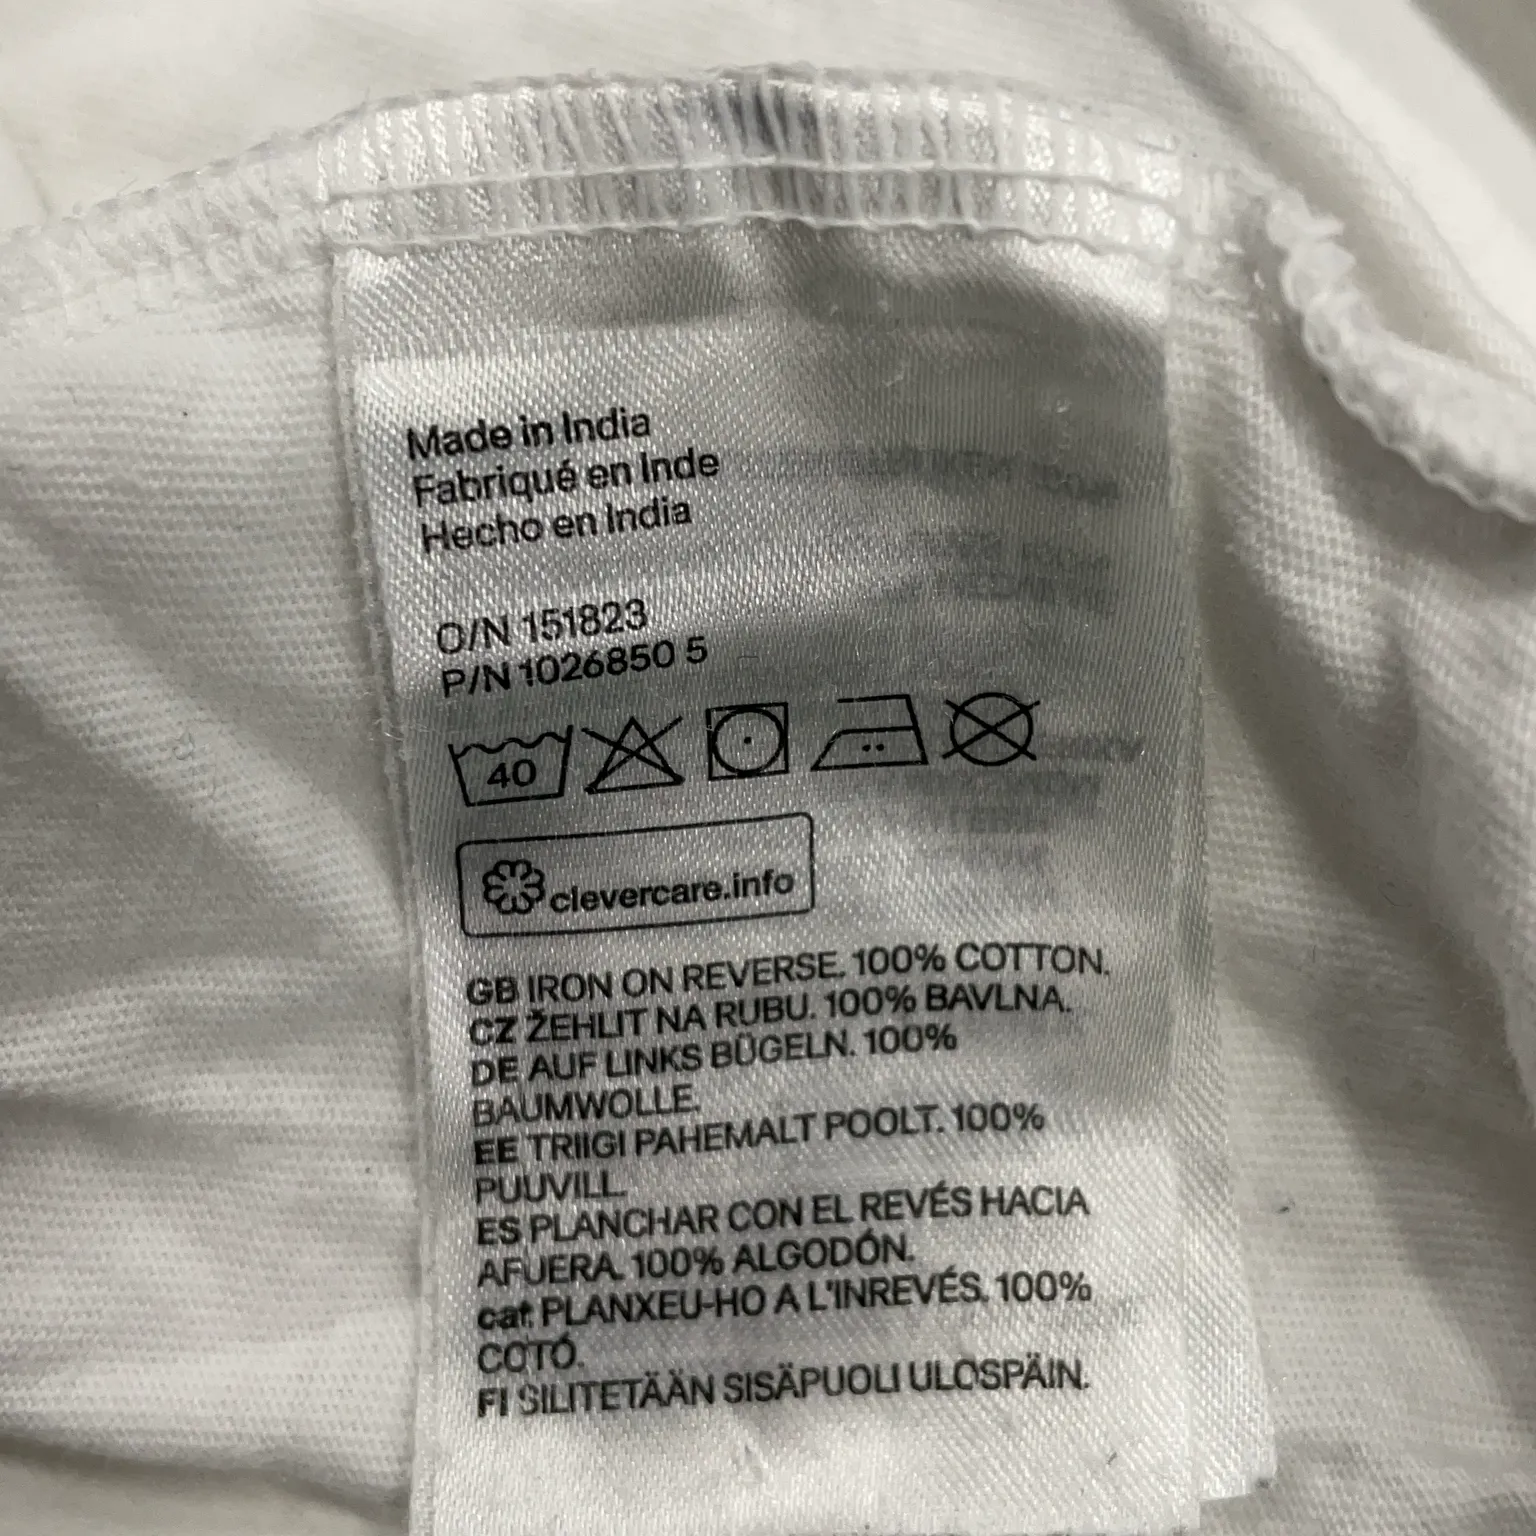 Made in India
Fabriqué en Inde
Hecho en India
O/N 151823
P/N 1026850 5
40
clevercare.info
GB IRON ON REVERSE. 100% COTTON.
CZ ŽEHLIT NA RUBU. 100% BAVLNA.
DE AUF LINKS BÜGELN. 100%
BAUMWOLLE.
EE TRIIGI PAHEMALT POOLT. 100%
PUUVILL.
ES PLANCHAR CON EL REVÉS HACIA
AFUERA. 100% ALGODÓN.
cat. PLANXEU-HO A L'INREVÉS. 100%
COTÓ.
FI SILITETÄÄN SISÄPUOLI ULOSPÄIN.